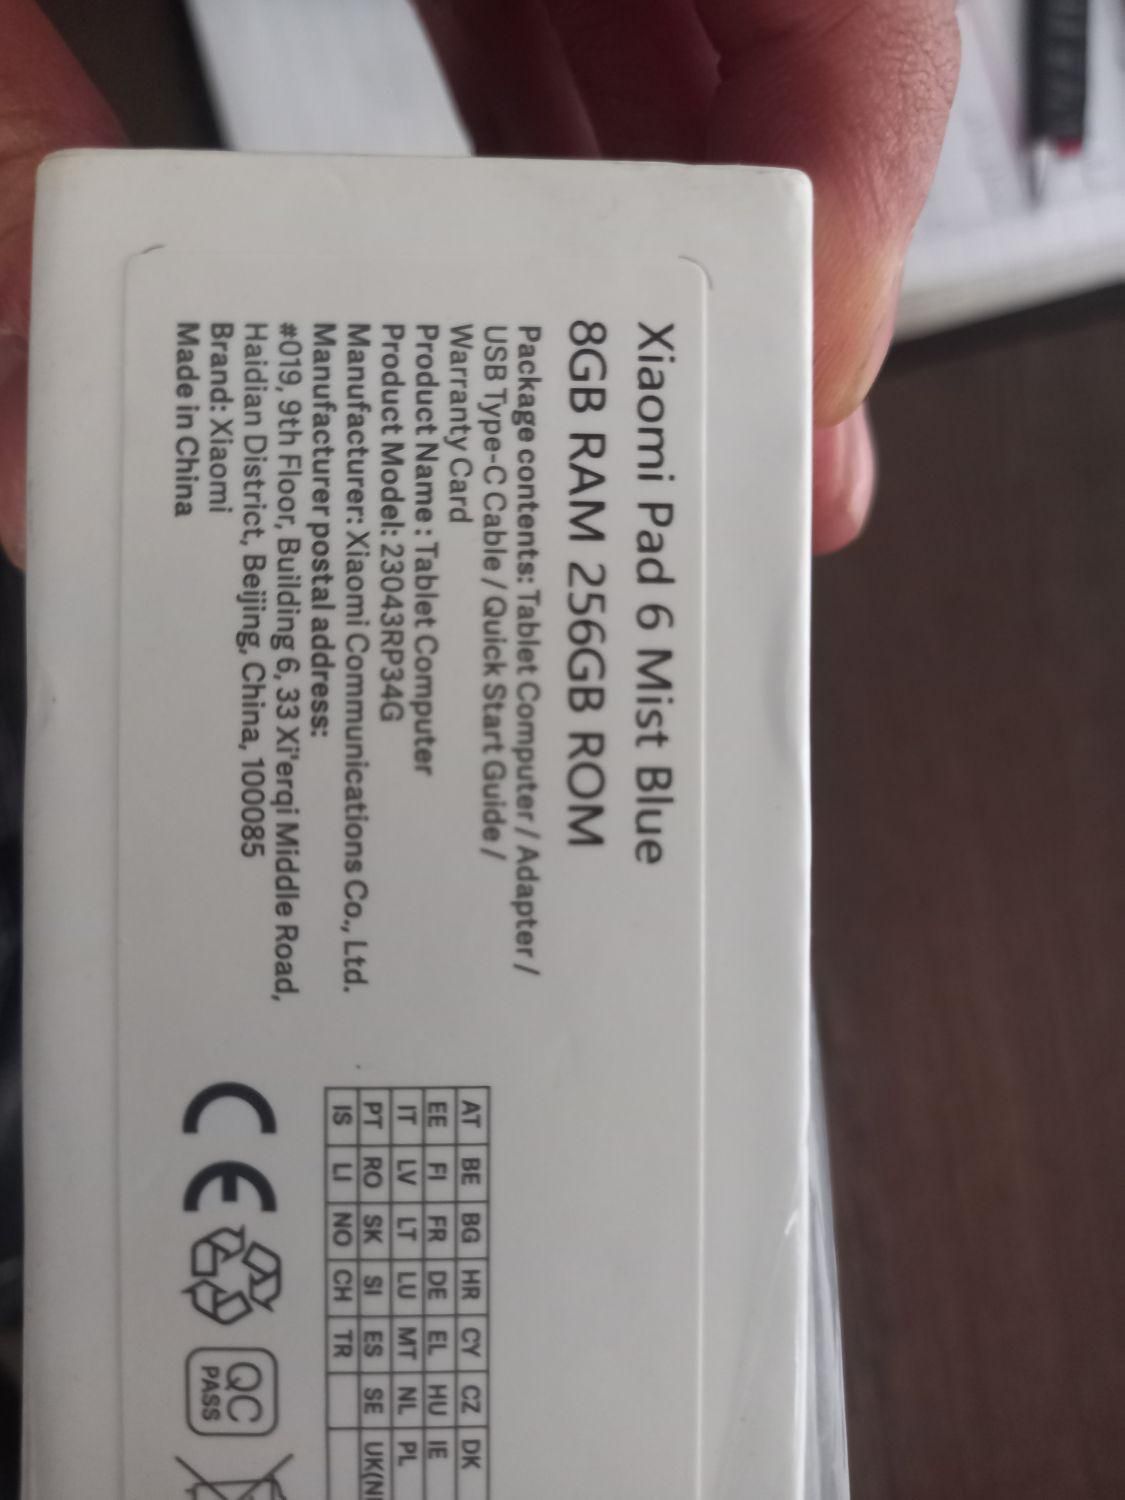 Xiaomi Pad 6 Mist Blue
8GB RAM 256GB ROM
Package contents: Tablet Computer / Adapter /
USB Type-C Cable / Quick Start Guide /
Warranty Card
Product Name : Tablet Computer
Product Model: 23043RP34G
Manufacturer: Xiaomi Communications Co., Ltd.
Manufacturer postal address:
#019, 9th Floor, Building 6, 33 Xi'erqi Middle Road,
Haidian District, Beijing, China, 100085
Brand: Xiaomi
Made in China
AT BE BG HR CY CZ DK
EE FI FR DE EL HU IE
IT LV LT LU MT NL PL
PT RO SK SI ES SE UK(NI
IS LI NO CH TR
CE
QC
PASS